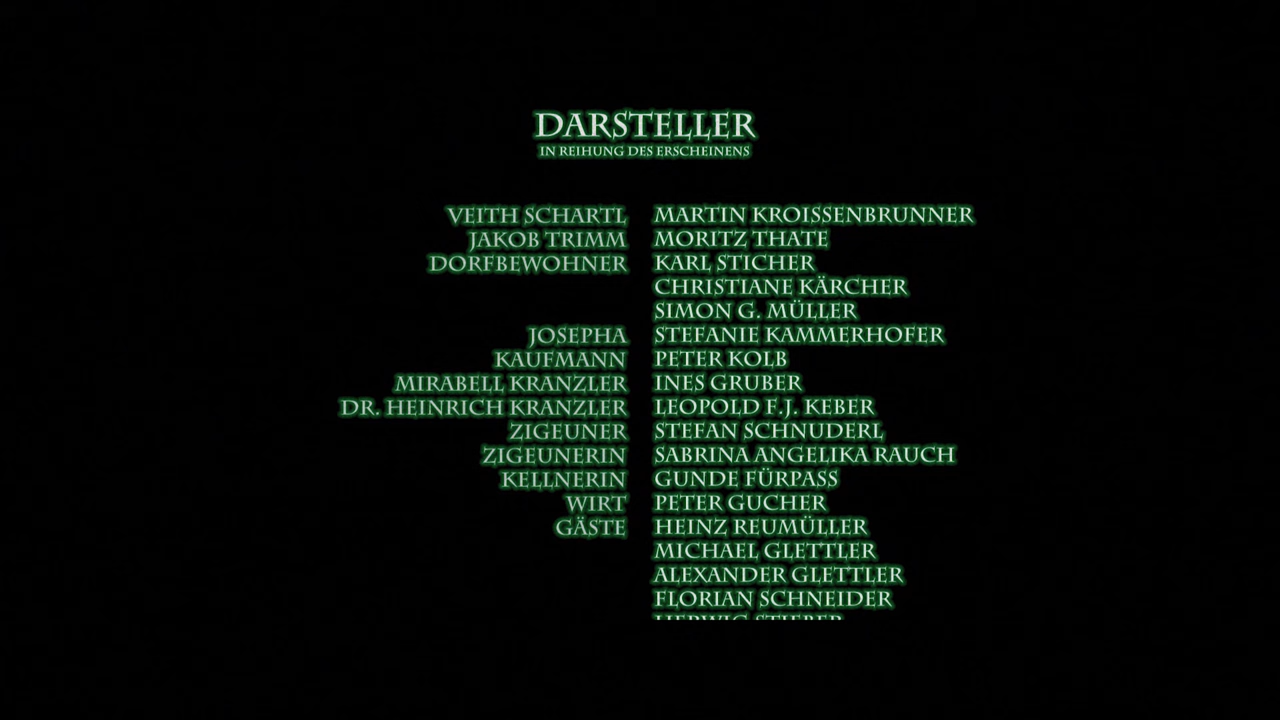 DARSTELLER
IN REIHUNG DES ERSCHEINENS
VEITH SCHARTL MARTIN KROISSENBRUNNER
JAKOB TRIMM MORITZ THATE
DORFBEWOHNER KARL STICHER
CHRISTIANE KÄRCHER
SIMON G. MÜLLER
JOSEPHA STEFANIE KAMMERHOFER
KAUFMANN PETER KOLB
MIRABELL KRANZLER INES GRUBER
DR. HEINRICH KRANZLER LEOPOLD F.J. KEBER
ZIGEUNER STEFAN SCHNUDERL
ZIGEUNERIN SABRINA ANGELIKA RAUCH
KELLNERIN GUNDE FÜRPASS
WIRT PETER GUCHER
GÄSTE HEINZ REUMÜLLER
MICHAEL GLETTLER
ALEXANDER GLETTLER
FLORIAN SCHNEIDER